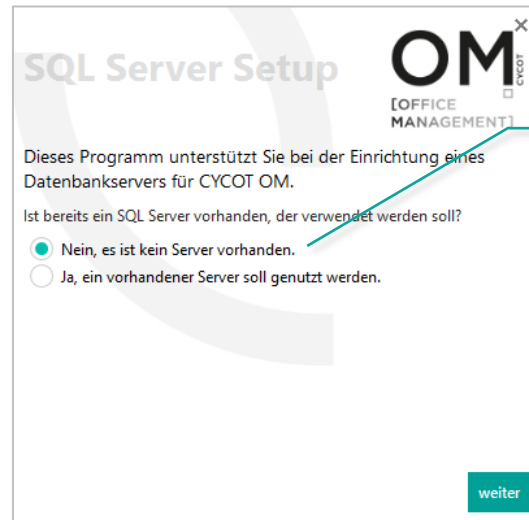 SQL Server Setup
OM
CYCOT
[OFFICE
MANAGEMENT]
Dieses Programm unterstützt Sie bei der Einrichtung eines
Datenbankservers für CYCOT OM.
Ist bereits ein SQL Server vorhanden, der verwendet werden soll?
Nein, es ist kein Server vorhanden.
Ja, ein vorhandener Server soll genutzt werden.
weiter